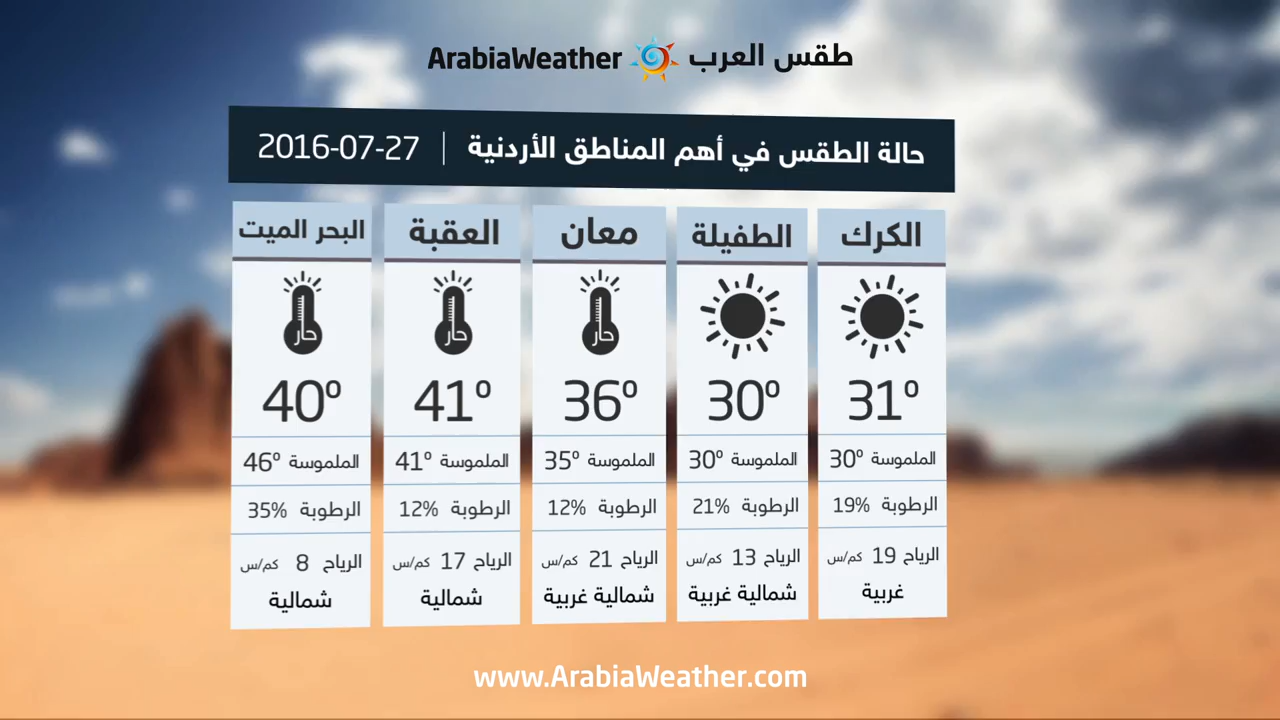 طقس العرب ArabiaWeather
حالة الطقس في أهم المناطق الأردنية | 2016-07-27
الكرك
31°
الملموسة 30°
الرطوبة 19%
الرياح 19 كم/س
غربية
الطفيلة
30°
الملموسة 30°
الرطوبة 21%
الرياح 13 كم/س
شمالية غربية
معان
حار
36°
الملموسة 35°
الرطوبة 12%
الرياح 21 كم/س
شمالية غربية
العقبة
حار
41°
الملموسة 41°
الرطوبة 12%
الرياح 17 كم/س
شمالية
البحر الميت
حار
40°
الملموسة 46°
الرطوبة 35%
الرياح 8 كم/س
شمالية
www.ArabiaWeather.com